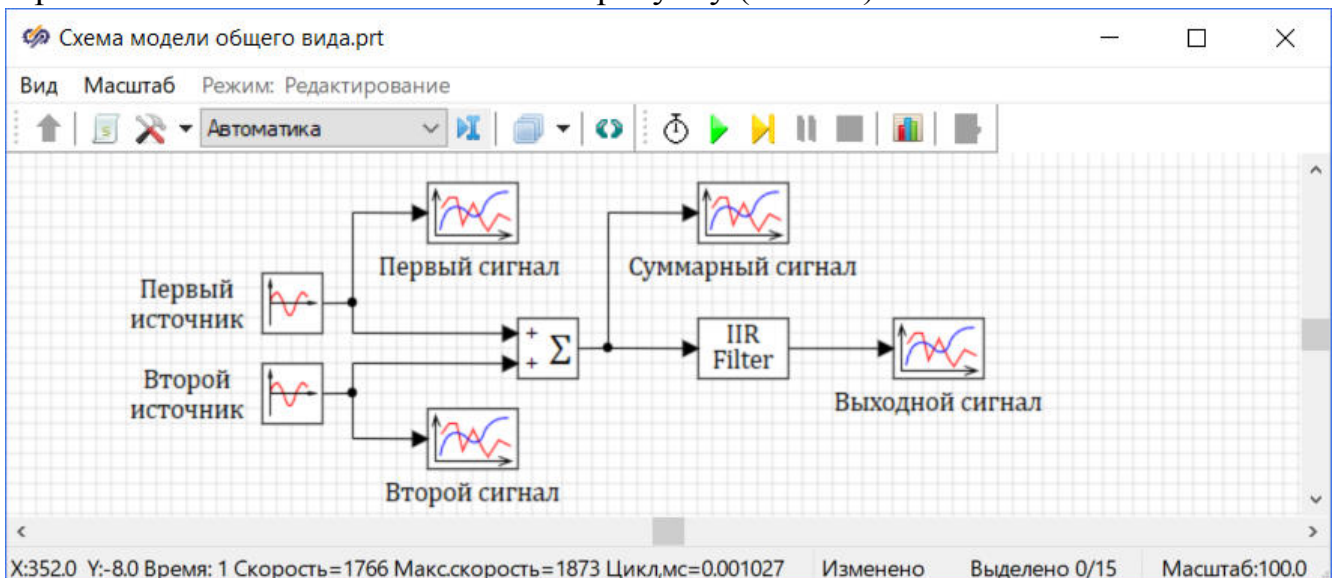 Схема модели общего вида.prt
Вид Масштаб Режим: Редактирование
Автоматика
Первый сигнал
Суммарный сигнал
Первый
источник
+
+
Σ
IIR
Filter
Второй
источник
Выходной сигнал
Второй сигнал
X:352.0 Y:-8.0 Время: 1 Скорость=1766 Макс.скорость=1873 Цикл,мс=0.001027 Изменено Выделено 0/15 Масштаб:100.0